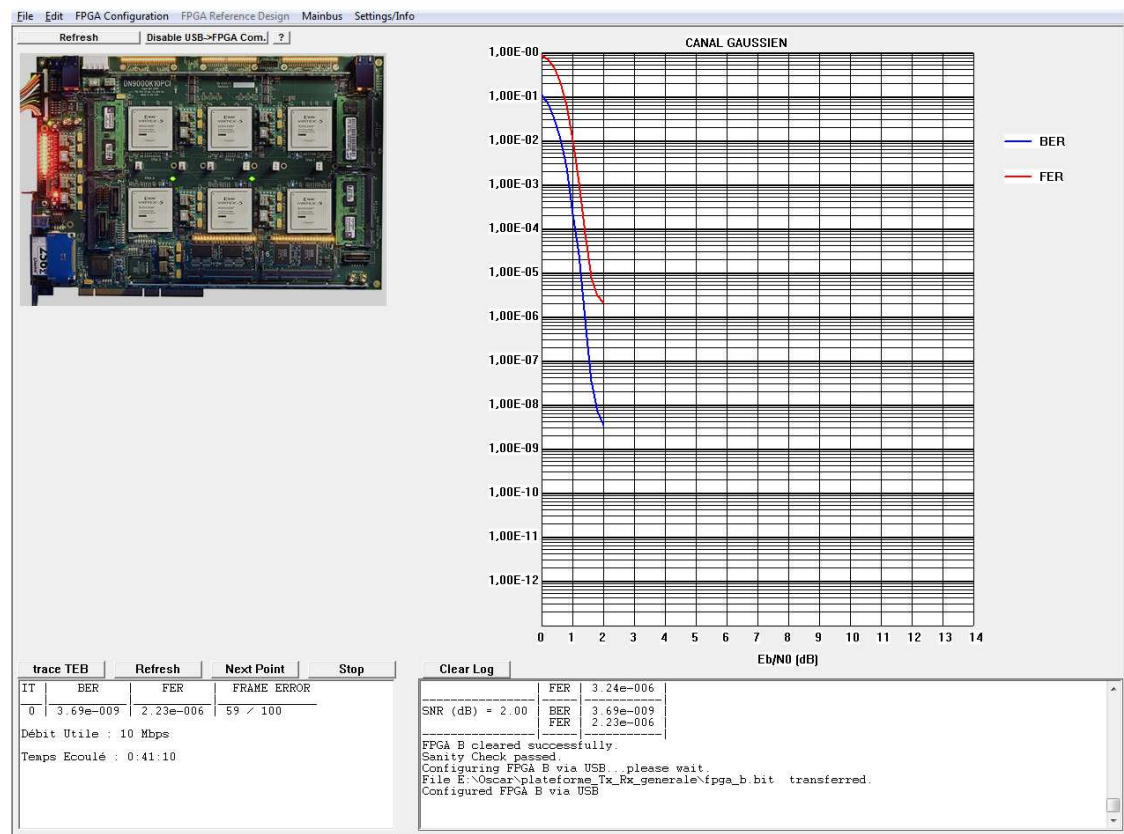 File Edit FPGA Configuration FPGA Reference Design Mainbus Settings/Info
Refresh Disable USB->FPGA Com. ?
DN9000K10PCI
CANAL GAUSSIEN
1,00E-00
1,00E-01
1,00E-02
1,00E-03
1,00E-04
1,00E-05
1,00E-06
1,00E-07
1,00E-08
1,00E-09
1,00E-10
1,00E-11
1,00E-12
BER
FER
0 1 2 3 4 5 6 7 8 9 10 11 12 13 14
Eb/N0 (dB)
trace TEB Refresh Next Point Stop
IT | BER | FER | FRAME ERROR
0 | 3.69e-009 | 2.23e-006 | 59 / 100
Débit Utile : 10 Mbps
Temps Ecoulé : 0:41:10
Clear Log
| FER | 3.24e-006 |
SNR (dB) = 2.00 | BER | 3.69e-009 |
| FER | 2.23e-006 |
FPGA B cleared successfully.
Sanity Check passed.
Configuring FPGA B via USB...please wait.
File E:\Oscar\plateforme_Tx_Rx_generale\fpga_b.bit transferred.
Configured FPGA B via USB